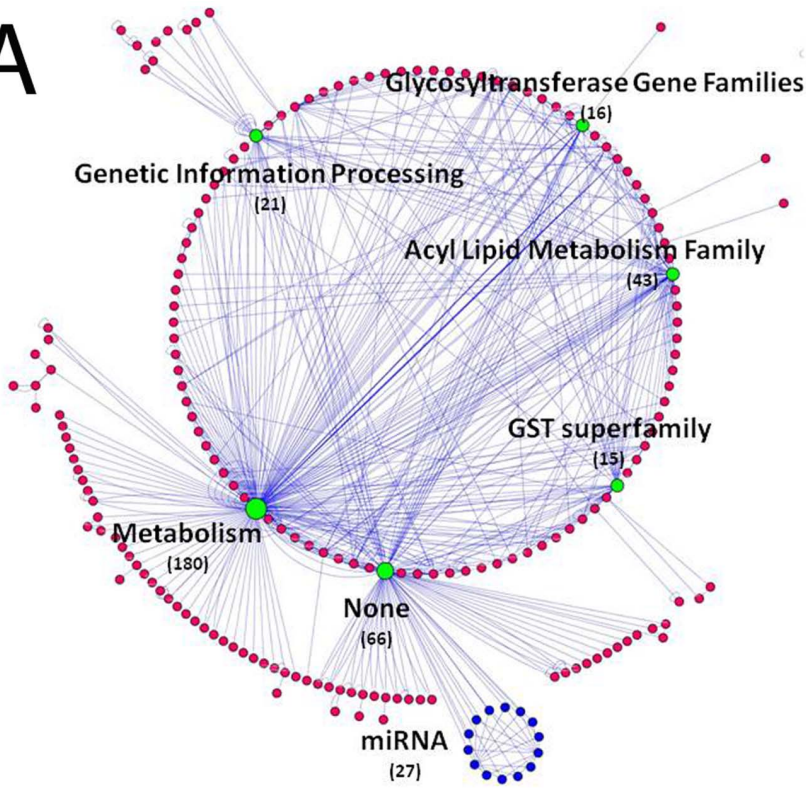 A
Glycosyltransferase Gene Families
(16)
Genetic Information Processing
(21)
Acyl Lipid Metabolism Family
(43)
GST superfamily
(15)
Metabolism
(180)
None
(66)
miRNA
(27)